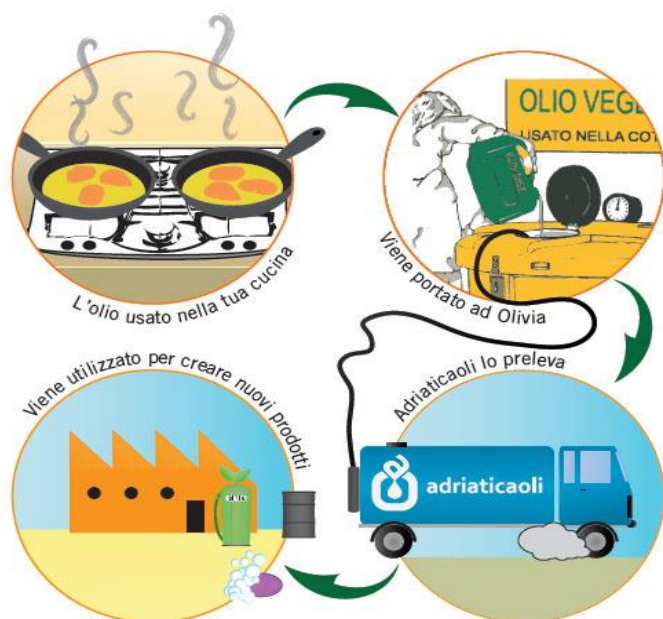 OLIO VEGE
USATO NELLA COT
L'olio usato nella tua cucina
Viene portato ad Olivia
Viene utilizzato per creare nuovi prodotti
Adriaticaoli lo preleva
adriaticaoli